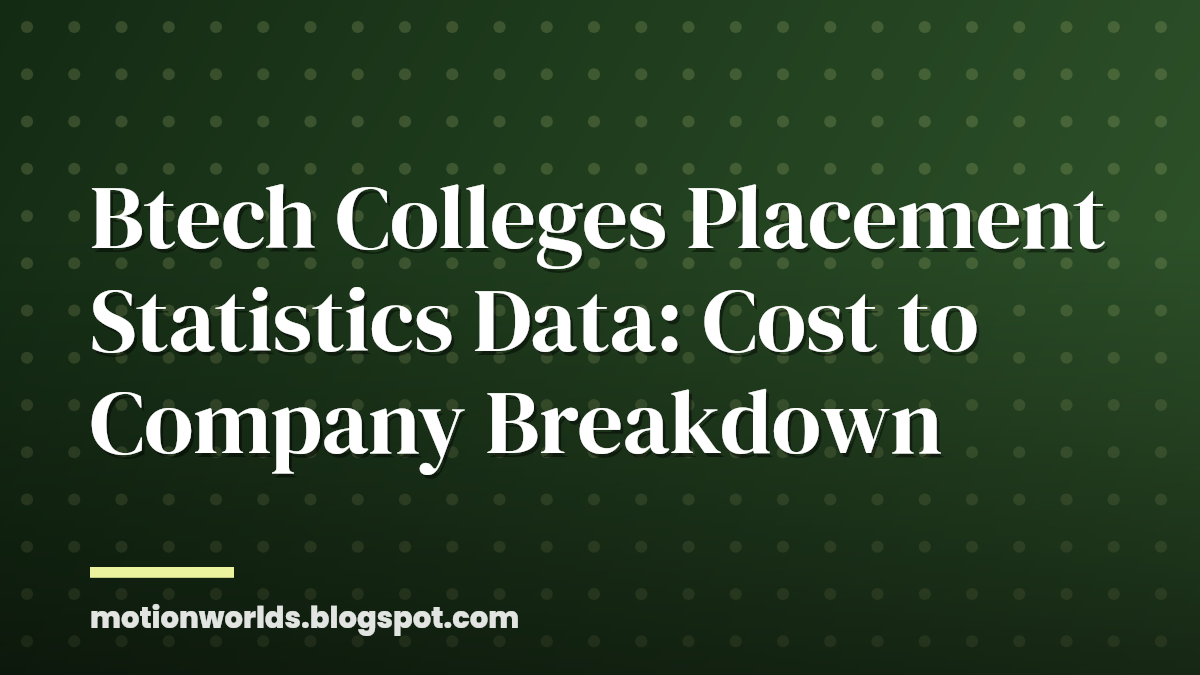 Btech Colleges Placement
Statistics Data: Cost to
Company Breakdown
motionworlds.blogspot.com